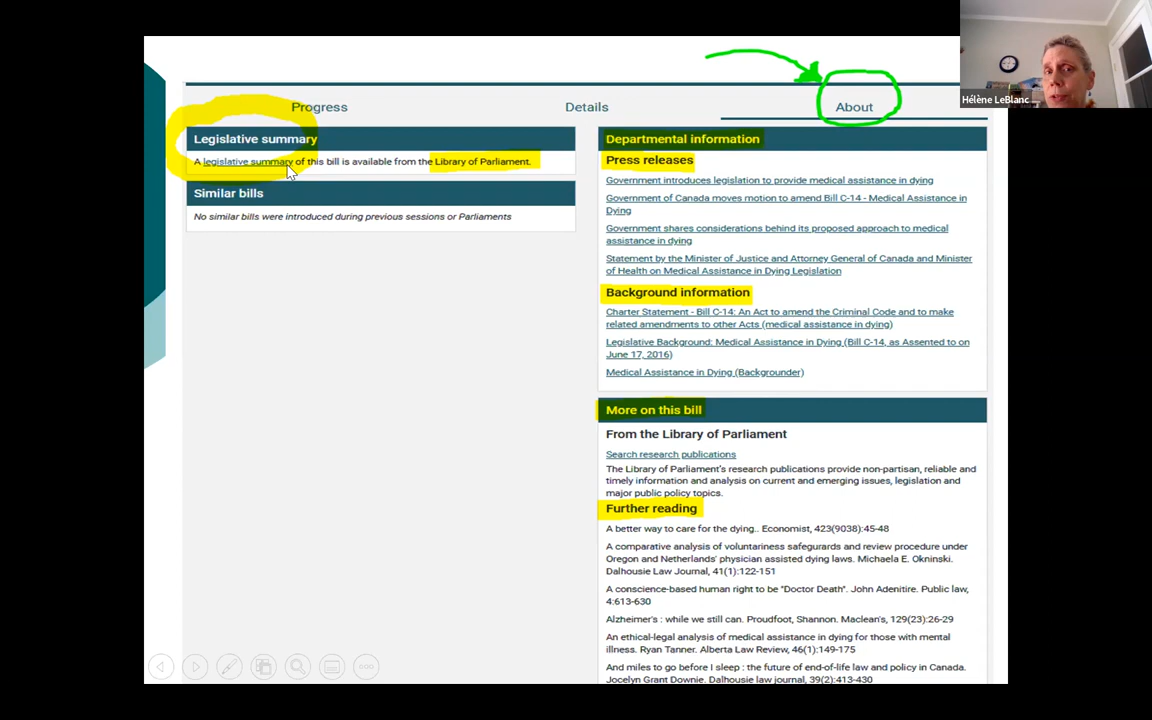 Hélène LeBlanc
Progress
Details
About
Legislative summary
A legislative summary of this bill is available from the Library of Parliament.
Similar bills
No similar bills were introduced during previous sessions or Parliaments
Departmental information
Press releases
Government introduces legislation to provide medical assistance in dying
Government of Canada moves motion to amend Bill C-14 - Medical Assistance in
Dying
Government shares considerations behind its proposed approach to medical
assistance in dying
Statement by the Minister of Justice and Attorney General of Canada and Minister
of Health on Medical Assistance in Dying Legislation
Background information
Charter Statement - Bill C-14: An Act to amend the Criminal Code and to make
related amendments to other Acts (medical assistance in dying)
Legislative Background: Medical Assistance in Dying (Bill C-14, as Assented to on
June 17, 2016)
Medical Assistance in Dying (Backgrounder)
More on this bill
From the Library of Parliament
Search research publications
The Library of Parliament's research publications provide non-partisan, reliable and
timely information and analysis on current and emerging issues, legislation and
major public policy topics.
Further reading
A better way to care for the dying.. Economist, 423(9038):45-48
A comparative analysis of voluntariness safegurards and review procedure under
Oregon and Netherlands' physician assisted dying laws. Michaela E. Okninski.
Dalhousie Law Journal, 41(1):122-151
A conscience-based human right to be "Doctor Death". John Adenitire. Public law,
4:613-630
Alzheimer's : while we still can. Proudfoot, Shannon. Maclean's, 129(23):26-29
An ethical-legal analysis of medical assistance in dying for those with mental
illness. Ryan Tanner. Alberta Law Review, 46(1):149-175
And miles to go before I sleep : the future of end-of-life law and policy in Canada.
Jocelyn Grant Downie. Dalhousie law journal, 39(2):413-430